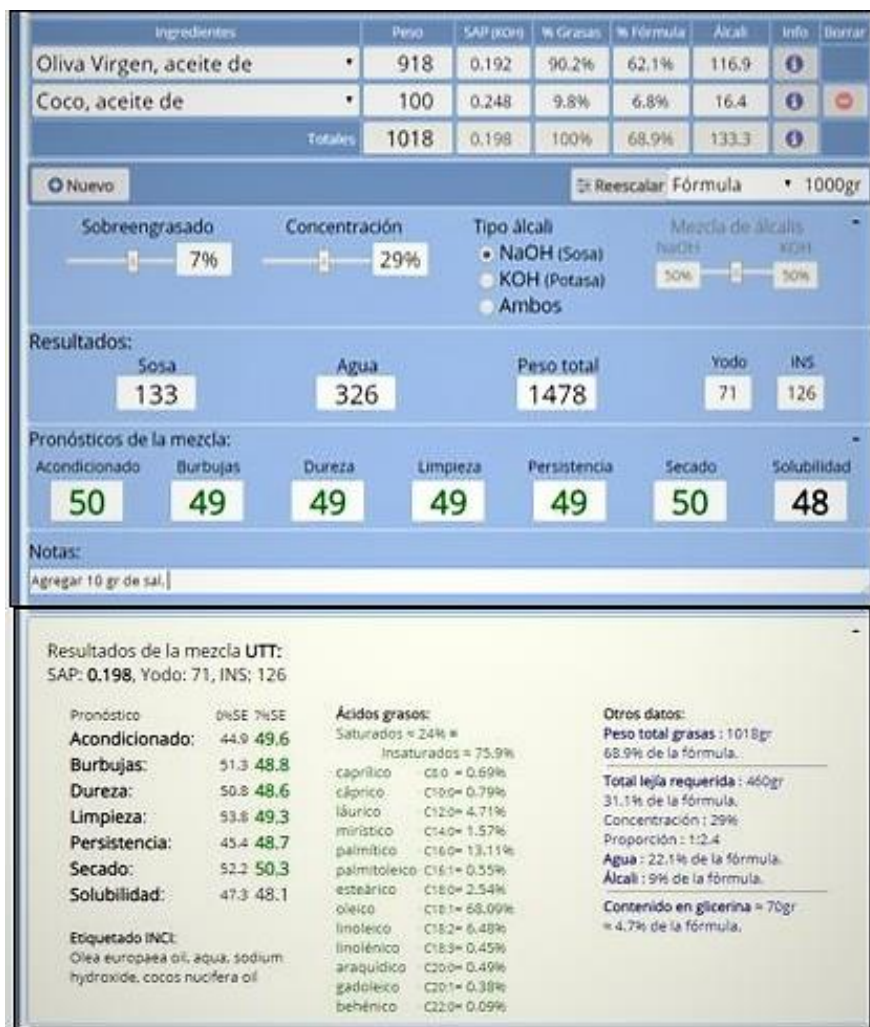 Ingredientes Peso SAP (KOH) % Grasas % Fórmula Álcali Info Borrar
Oliva Virgen, aceite de 918 0.192 90.2% 62.1% 116.9
Coco, aceite de 100 0.248 9.8% 6.8% 16.4
Totales 1018 0.198 100% 68.9% 133.3
Nuevo Reescalar Fórmula 1000gr
Sobreengrasado Concentración Tipo álcali Mezcla de álcalis
7% 29% NaOH (Sosa) NaOH KOH
KOH (Potasa) 50% 50%
Ambos
Resultados:
Sosa Agua Peso total Yodo INS
133 326 1478 71 126
Pronósticos de la mezcla:
Acondicionado Burbujas Dureza Limpieza Persistencia Secado Solubilidad
50 49 49 49 49 50 48
Notas:
Agregar 10 gr de sal.
Resultados de la mezcla UTT:
SAP: 0.198, Yodo: 71, INS: 126
Pronóstico 0%SE 7%SE
Acondicionado: 44.9 49.6
Burbujas: 51.3 48.8
Dureza: 50.8 48.6
Limpieza: 53.8 49.3
Persistencia: 45.4 48.7
Secado: 52.2 50.3
Solubilidad: 47.3 48.1
Etiquetado INCI:
Olea europaea oil, aqua, sodium
hydroxide, cocos nucifera oil
Ácidos grasos:
Saturados = 24% =
Insaturados = 75.9%
caprílico C8:0 = 0.69%
cáprico C10:0= 0.79%
láurico C12:0= 4.71%
mirístico C14:0= 1.57%
palmítico C16:0= 13.11%
palmitoleico C16:1= 0.55%
esteárico C18:0= 2.54%
oleico C18:1= 68.09%
linoleico C18:2= 6.48%
linolénico C18:3= 0.45%
araquídico C20:0= 0.49%
gadoleico C20:1= 0.38%
behénico C22:0= 0.09%
Otros datos:
Peso total grasas : 1018gr
68.9% de la fórmula.
Total lejía requerida : 460gr
31.1% de la fórmula.
Concentración : 29%
Proporción : 1:2.4
Agua : 22.1% de la fórmula.
Álcali : 9% de la fórmula.
Contenido en glicerina = 70gr
= 4.7% de la fórmula.